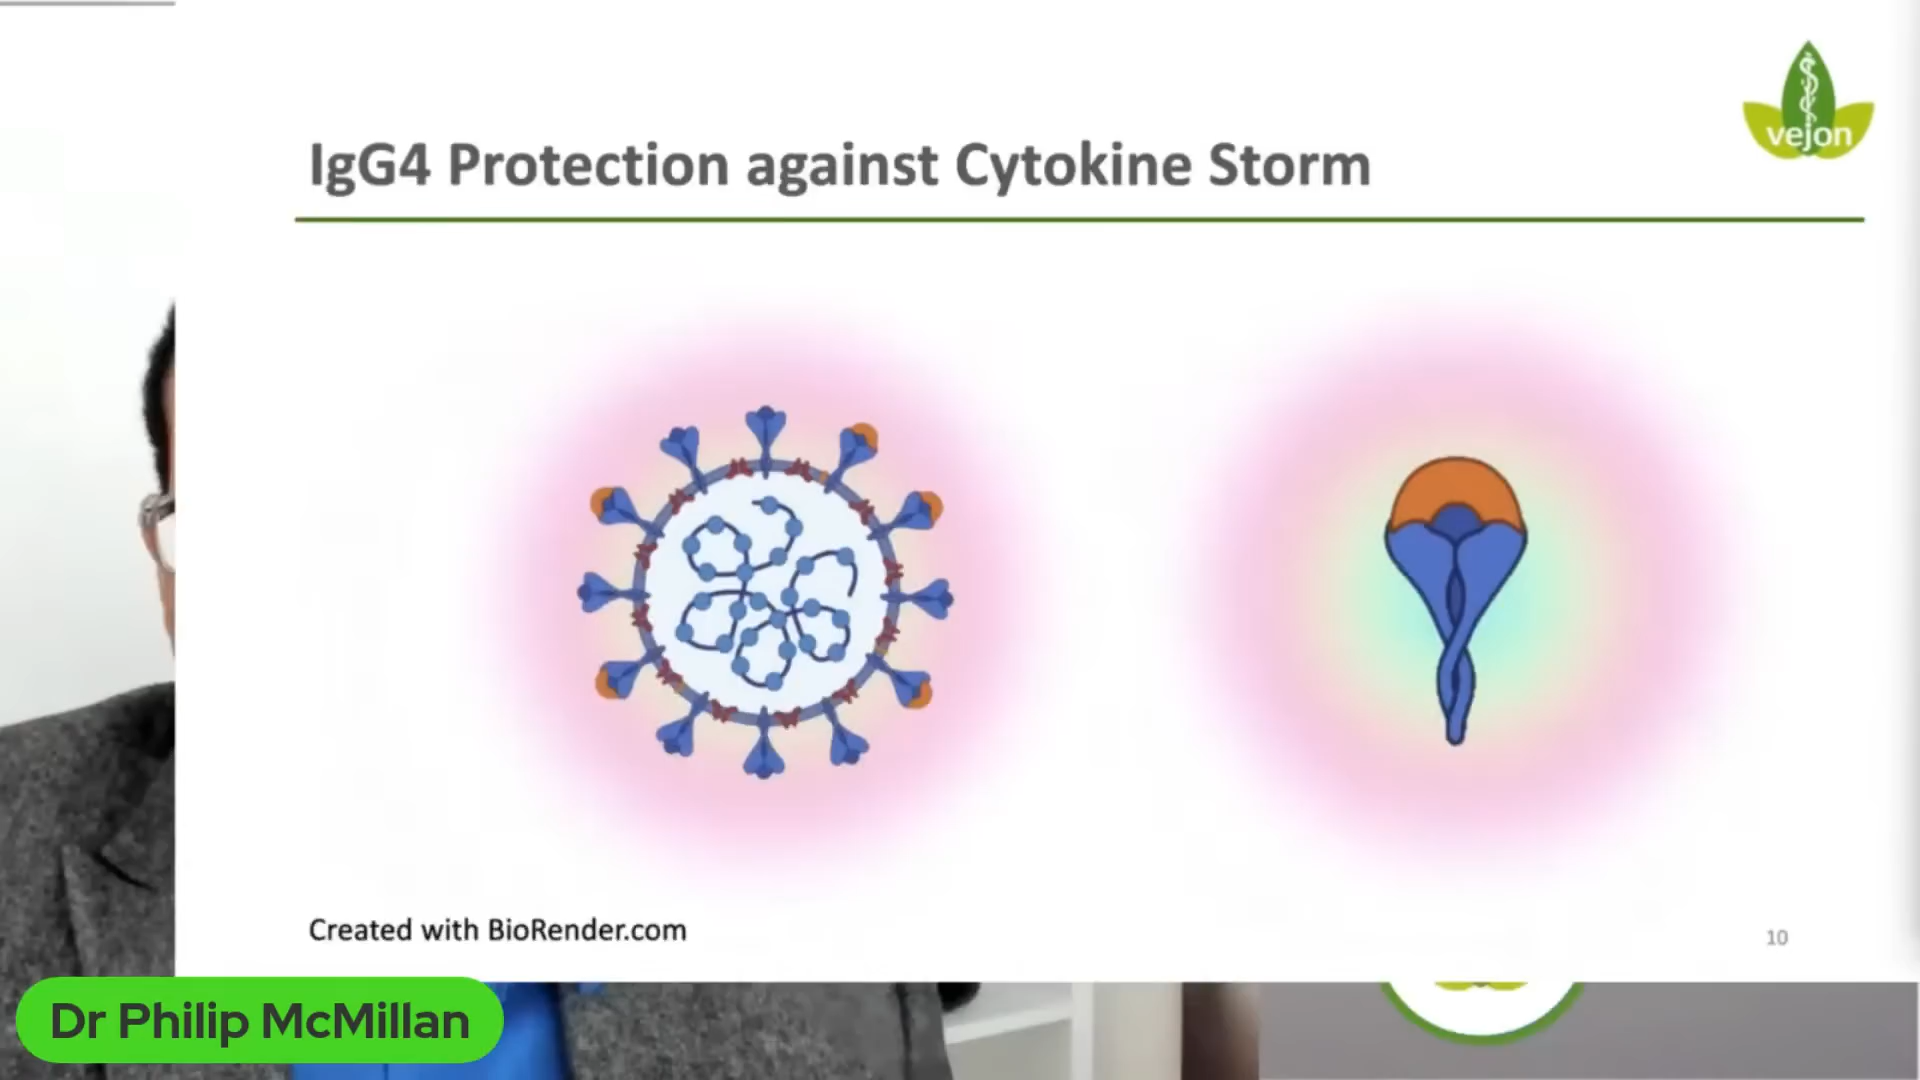 vejon
IgG4 Protection against Cytokine Storm
Created with BioRender.com
10
Dr Philip McMillan